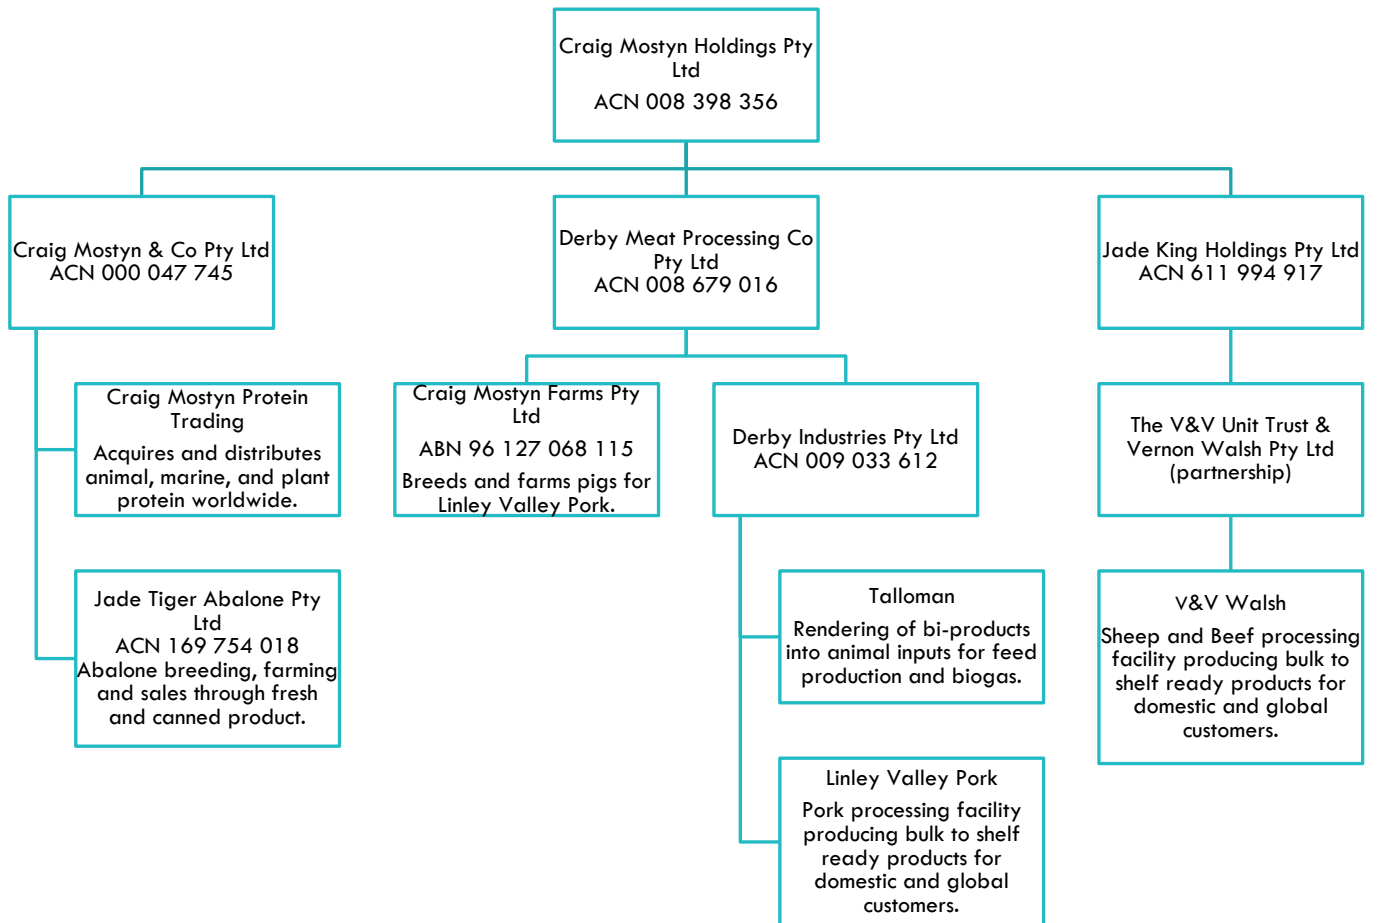 Craig Mostyn Holdings Pty
Ltd
ACN 008 398 356
Craig Mostyn & Co Pty Ltd
ACN 000 047 745
Derby Meat Processing Co
Pty Ltd
ACN 008 679 016
Jade King Holdings Pty Ltd
ACN 611 994 917
Craig Mostyn Protein
Trading
Acquires and distributes
animal, marine, and plant
protein worldwide.
Craig Mostyn Farms Pty
Ltd
ABN 96 127 068 115
Breeds and farms pigs for
Linley Valley Pork.
Derby Industries Pty Ltd
ACN 009 033 612
The V&V Unit Trust &
Vernon Walsh Pty Ltd
(partnership)
Jade Tiger Abalone Pty
Ltd
ACN 169 754 018
Abalone breeding, farming
and sales through fresh
and canned product.
Talloman
Rendering of bi-products
into animal inputs for feed
production and biogas.
V&V Walsh
Sheep and Beef processing
facility producing bulk to
shelf ready products for
domestic and global
customers.
Linley Valley Pork
Pork processing facility
producing bulk to shelf
ready products for
domestic and global
customers.